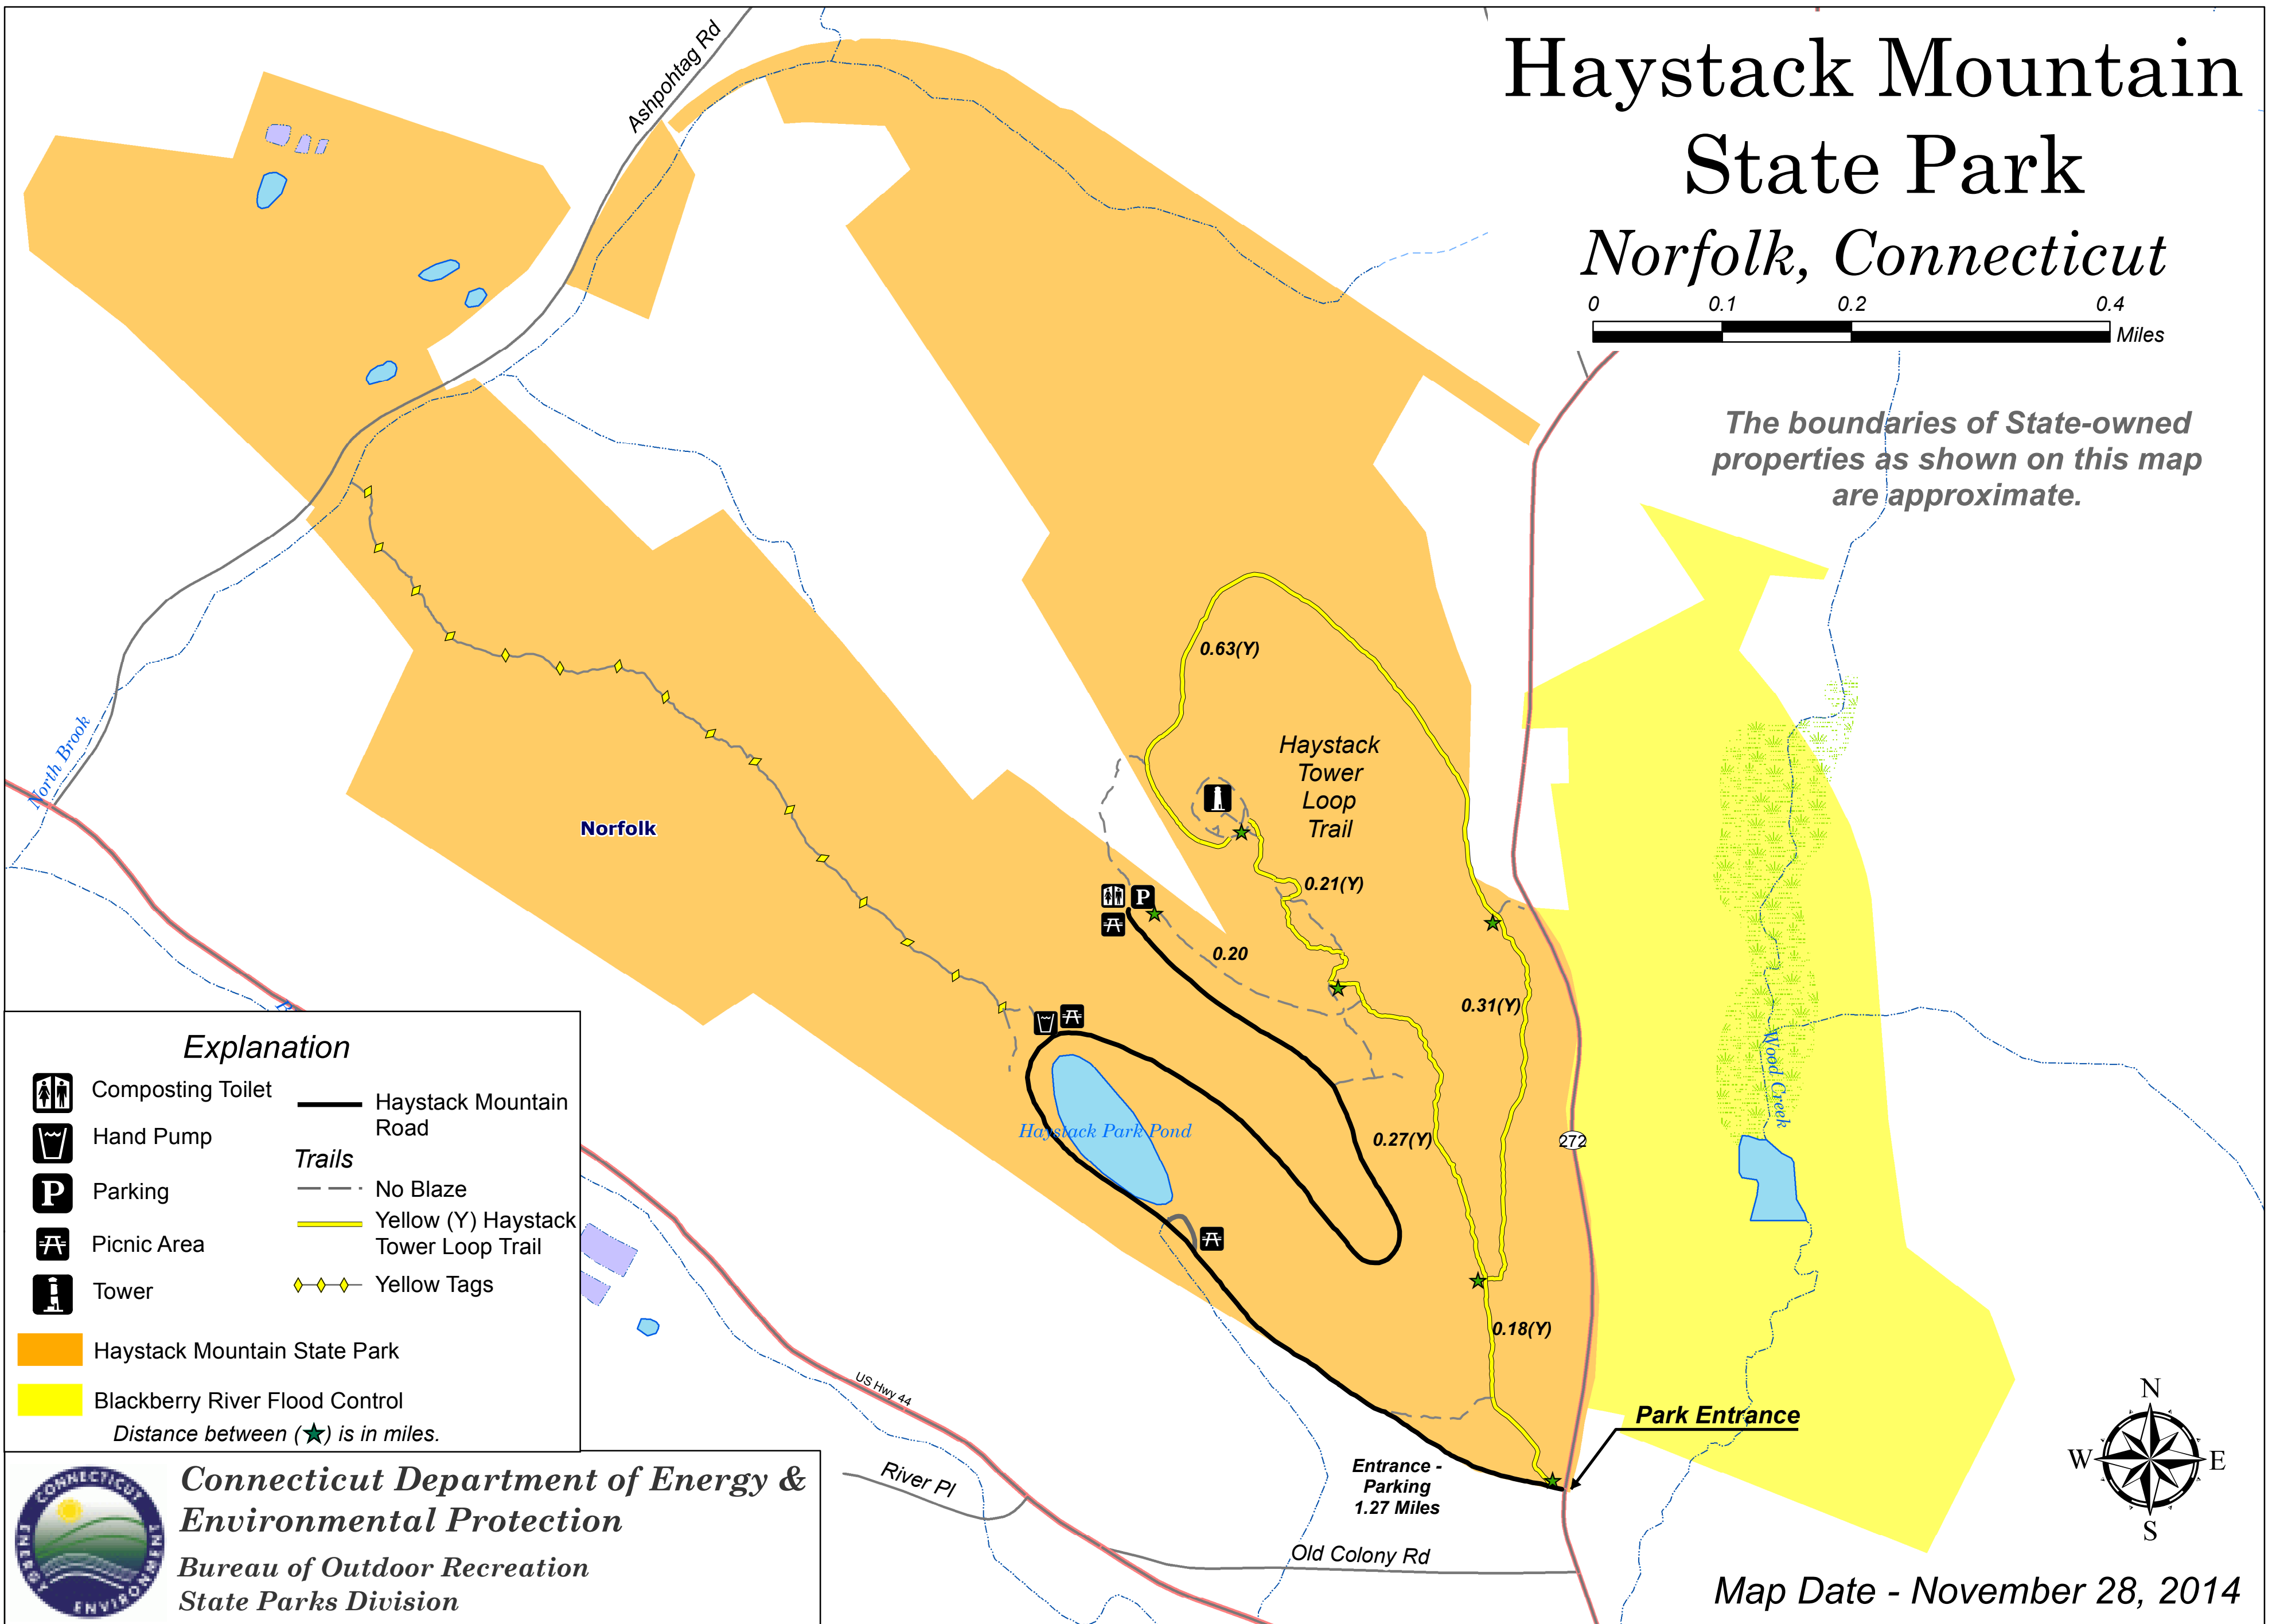 Haystack Mountain
State Park
Norfolk, Connecticut
0 0.1 0.2 0.4
Miles
The boundaries of State-owned
properties as shown on this map
are approximate.
Ashpohtag Rd
North Brook
Norfolk
0.63(Y)
Haystack
Tower
Loop
Trail
0.21(Y)
P
0.20
0.31(Y)
0.27(Y)
Haystack Park Pond
Wood Creek
272
0.18(Y)
Park Entrance
Entrance -
Parking
1.27 Miles
US Hwy 44
River Pl
Old Colony Rd
Explanation
Composting Toilet
Hand Pump
P Parking
Picnic Area
Tower
Haystack Mountain
Road
Trails
No Blaze
Yellow (Y) Haystack
Tower Loop Trail
Yellow Tags
Haystack Mountain State Park
Blackberry River Flood Control
Distance between (★) is in miles.
CONNECTICUT
ENERGY
ENVIRONMENT
Connecticut Department of Energy &
Environmental Protection
Bureau of Outdoor Recreation
State Parks Division
N
W E
S
Map Date - November 28, 2014